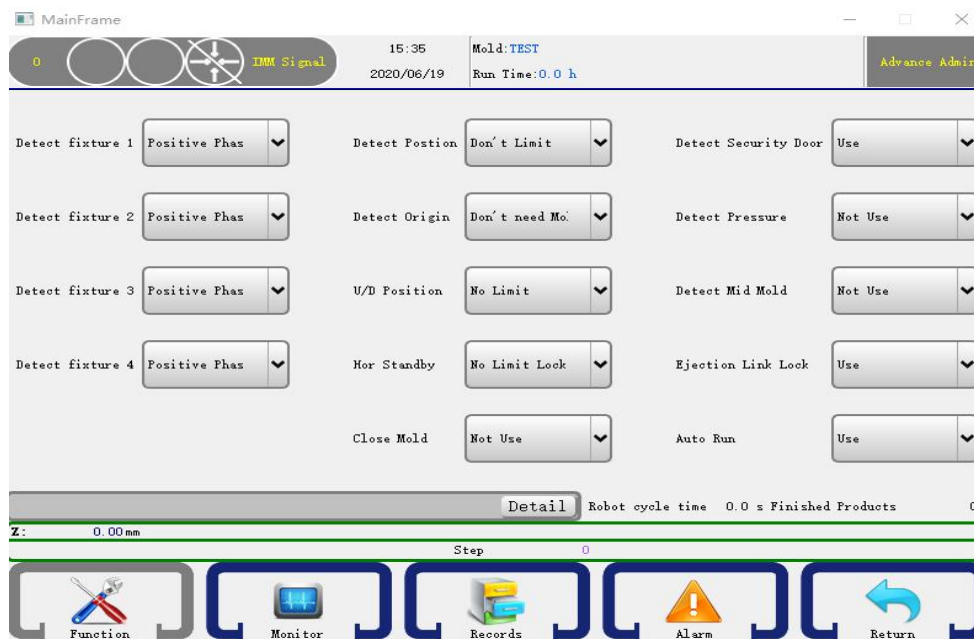 MainFrame
0 IMM Signal
15:35
2020/06/19
Mold:TEST
Run Time:0.0 h
Advance Admin
Detect fixture 1 Positive Phas Detect Postion Don't Limit Detect Security Door Use
Detect fixture 2 Positive Phas Detect Origin Don't need Mo Detect Pressure Not Use
Detect fixture 3 Positive Phas U/D Position No Limit Detect Mid Mold Not Use
Detect fixture 4 Positive Phas Hor Standby No Limit Lock Ejection Link Lock Use
Close Mold Not Use Auto Run Use
Detail Robot cycle time 0.0 s Finished Products 0
Z: 0.00mm
Step 0
Function Monitor Records Alarm Return